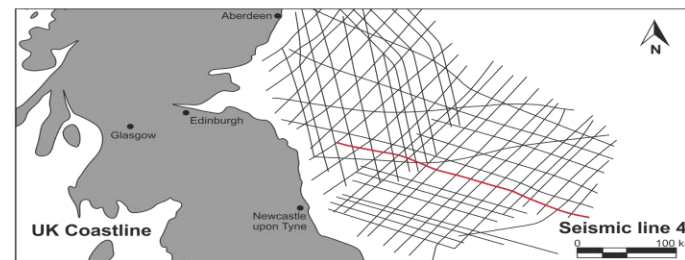 Aberdeen
N
Edinburgh
Glasgow
Newcastle
upon Tyne
UK Coastline
Seismic line 4
0 100 k